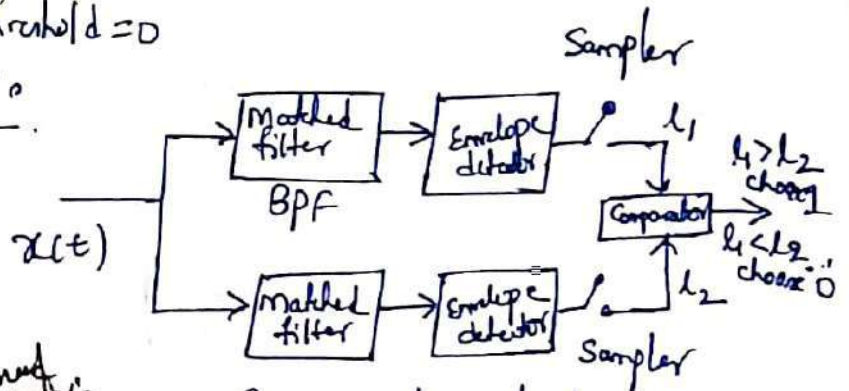 reshold = 0
Sampler
Matched
filter
BPF
Envelope
detector
l1
l1>l2
choose 1
Comparator
l1<l2
choose "0
x(t)
Matched
filter
Envelope
detector
l2
Sampler